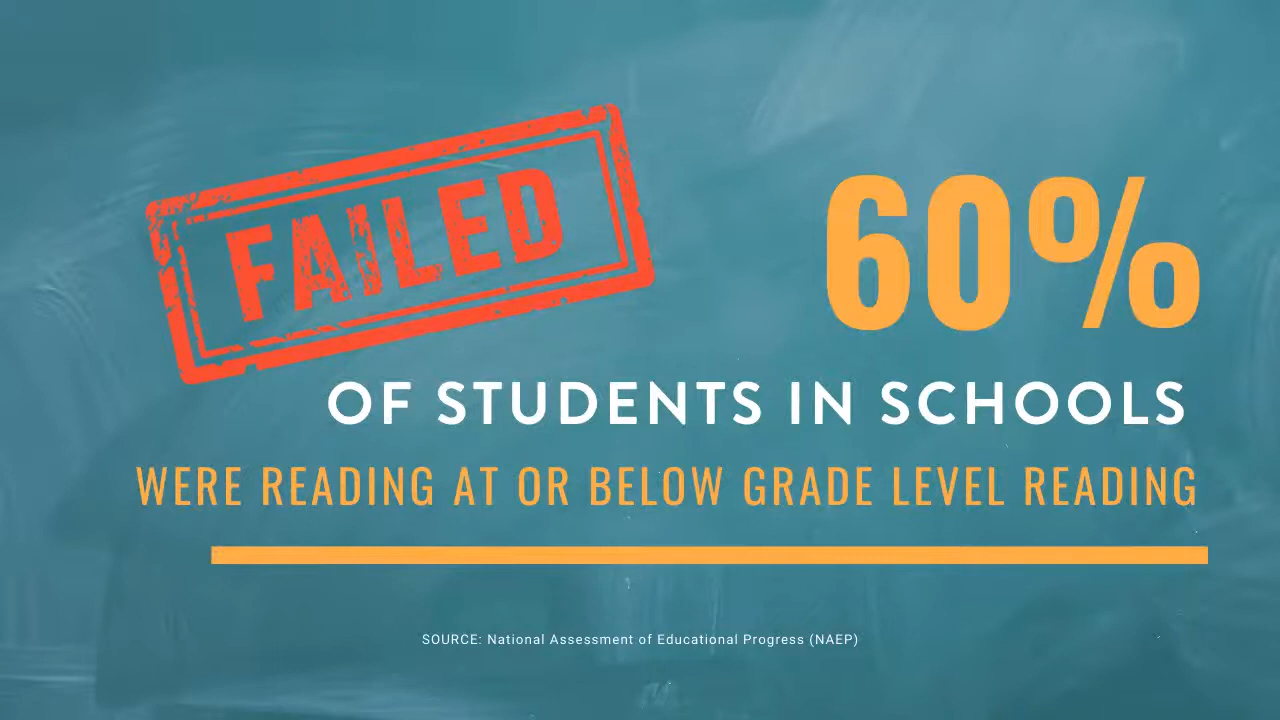 FAILED
60%
OF STUDENTS IN SCHOOLS
WERE READING AT OR BELOW GRADE LEVEL READING
SOURCE: National Assessment of Educational Progress (NAEP)